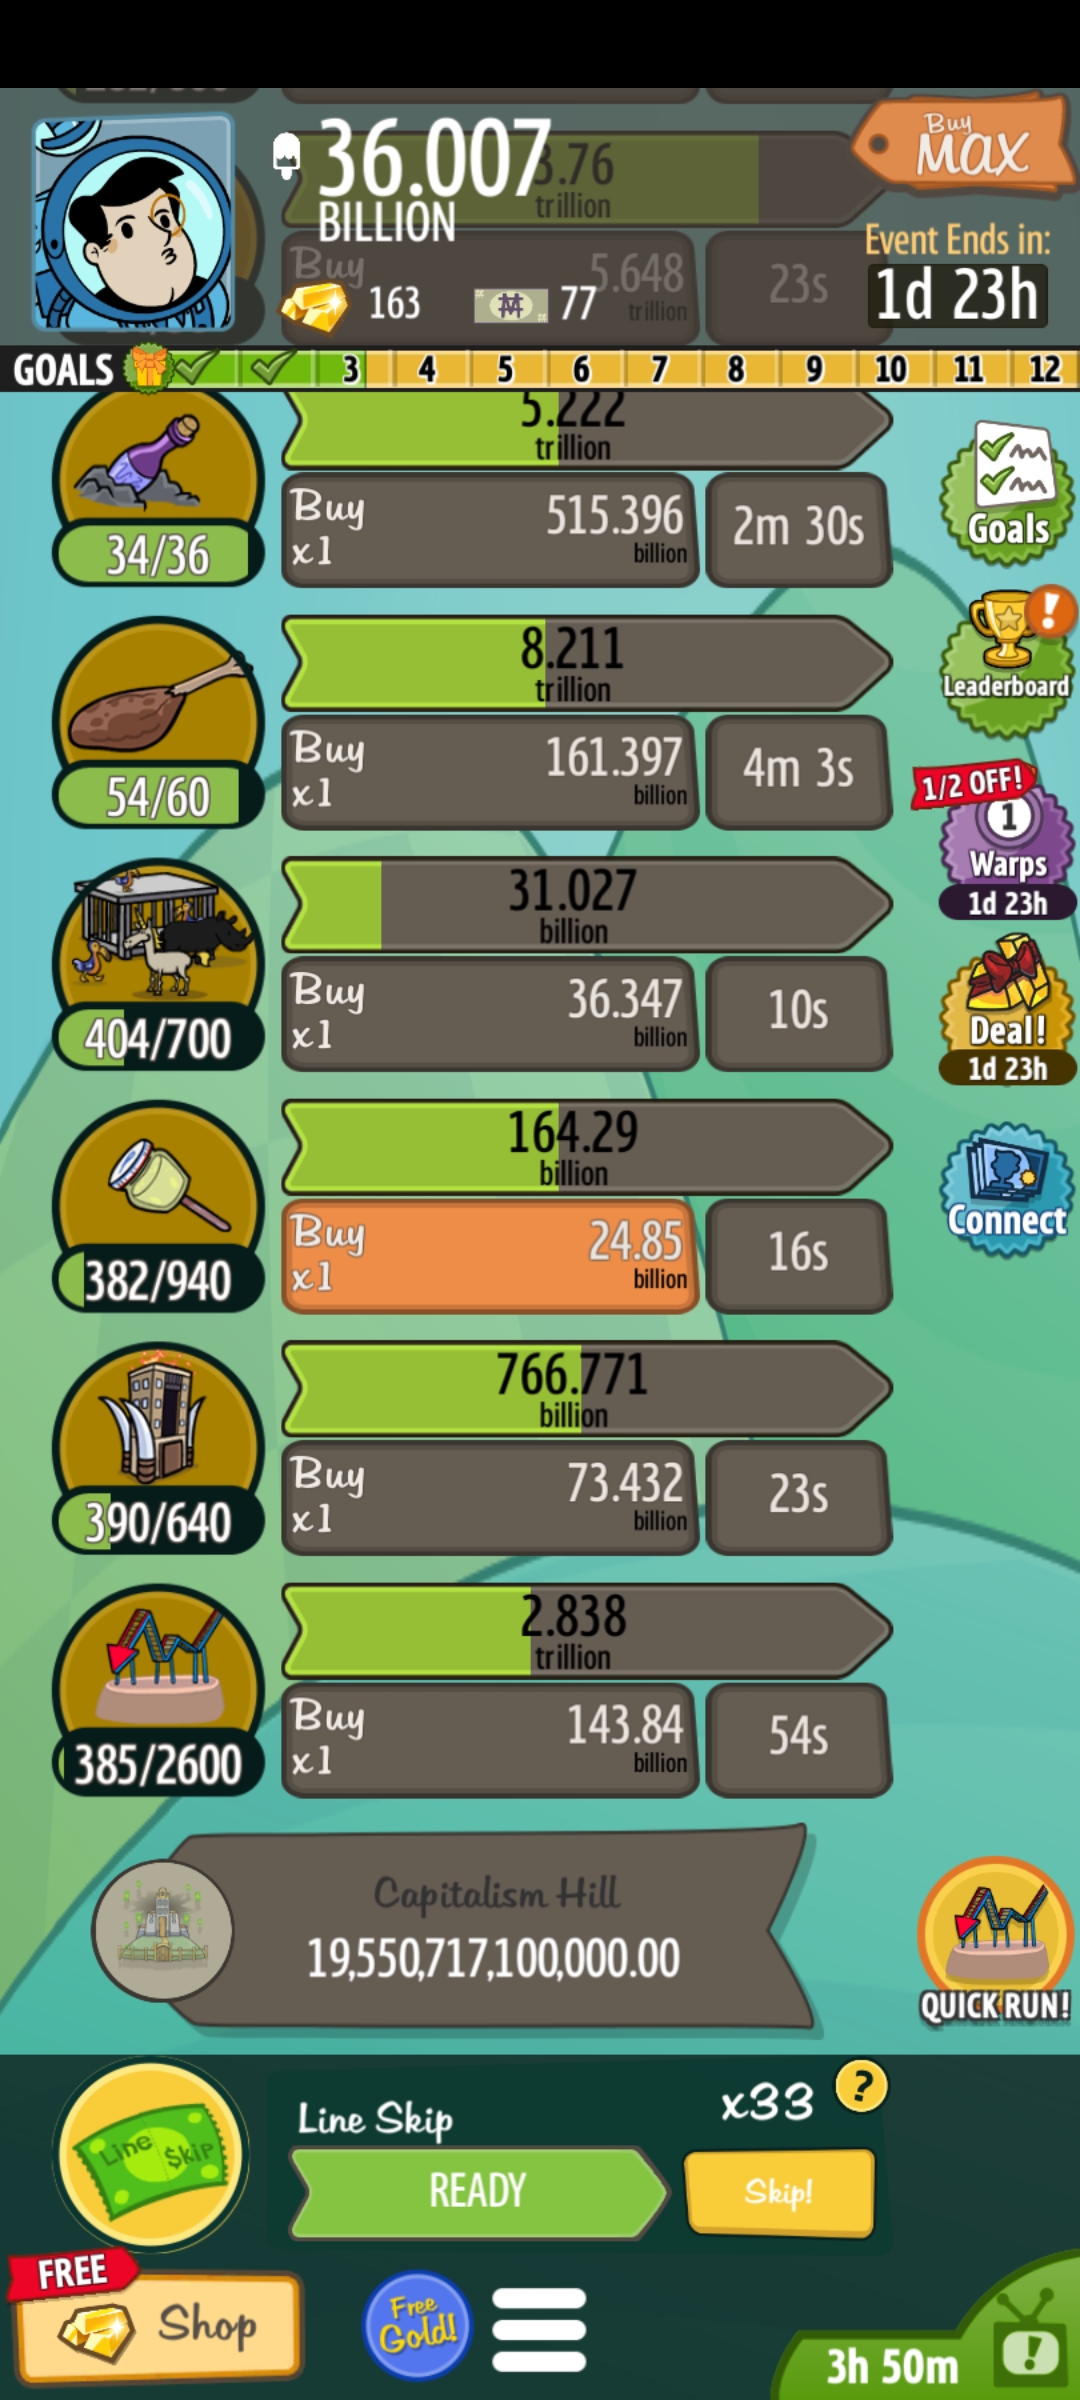 36.007
BILLION
3.76
trillion
Buy
MAX
Buy
5.648
trillion
23s
163
77
Event Ends in:
1d 23h
GOALS 3 4 5 6 7 8 9 10 11 12
5.222
trillion
34/36
Buy
x1
515.396
billion
2m 30s
Goals
8.211
trillion
54/60
Buy
x1
161.397
billion
4m 3s
!
Leaderboard
1/2 OFF!
1
Warps
1d 23h
31.027
billion
404/700
Buy
x1
36.347
billion
10s
Deal!
1d 23h
164.29
billion
382/940
Buy
x1
24.85
billion
16s
Connect
766.771
billion
390/640
Buy
x1
73.432
billion
23s
2.838
trillion
385/2600
Buy
x1
143.84
billion
54s
Capitalism Hill
19,550,717,100,000.00
QUICK RUN!
Line $kip
Line Skip
x33
?
READY
Skip!
FREE
Shop
Free
Gold!
3h 50m
!